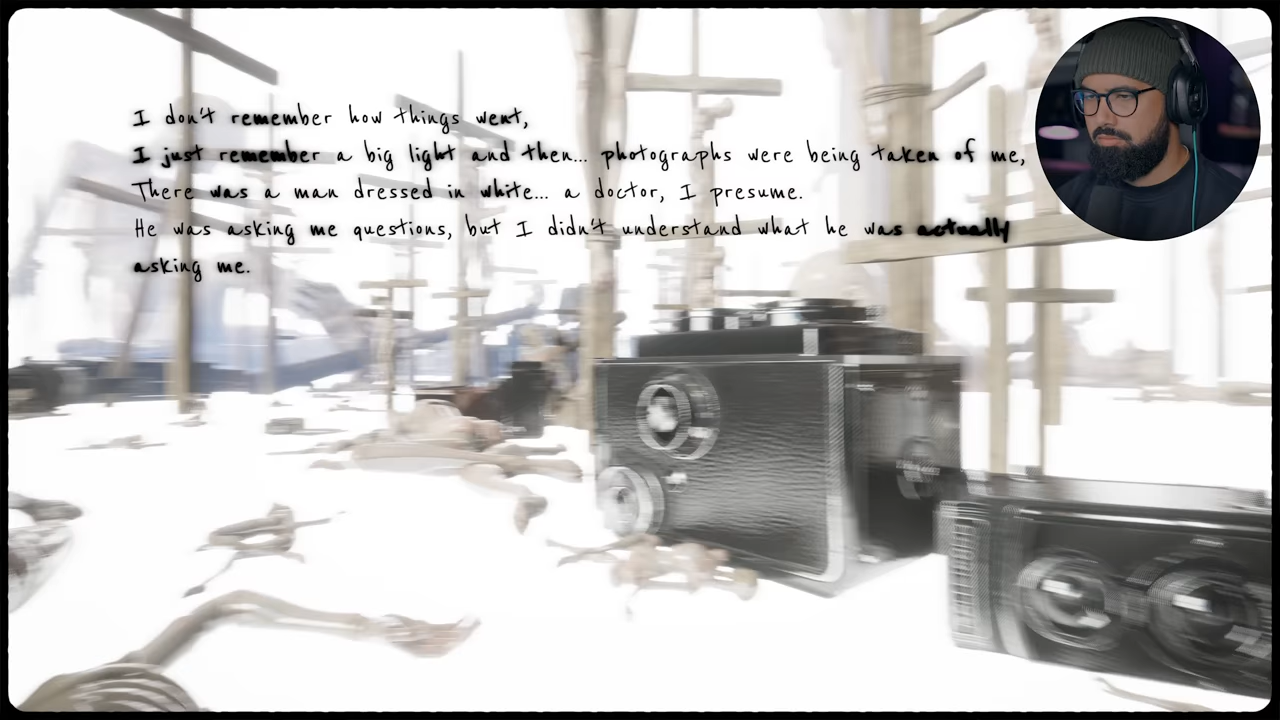 I don't remember how things went,
I just remember a big light and then... photographs were being taken of me,
There was a man dressed in white... a doctor, I presume.
He was asking me questions, but I didn't understand what he was actually
asking me.